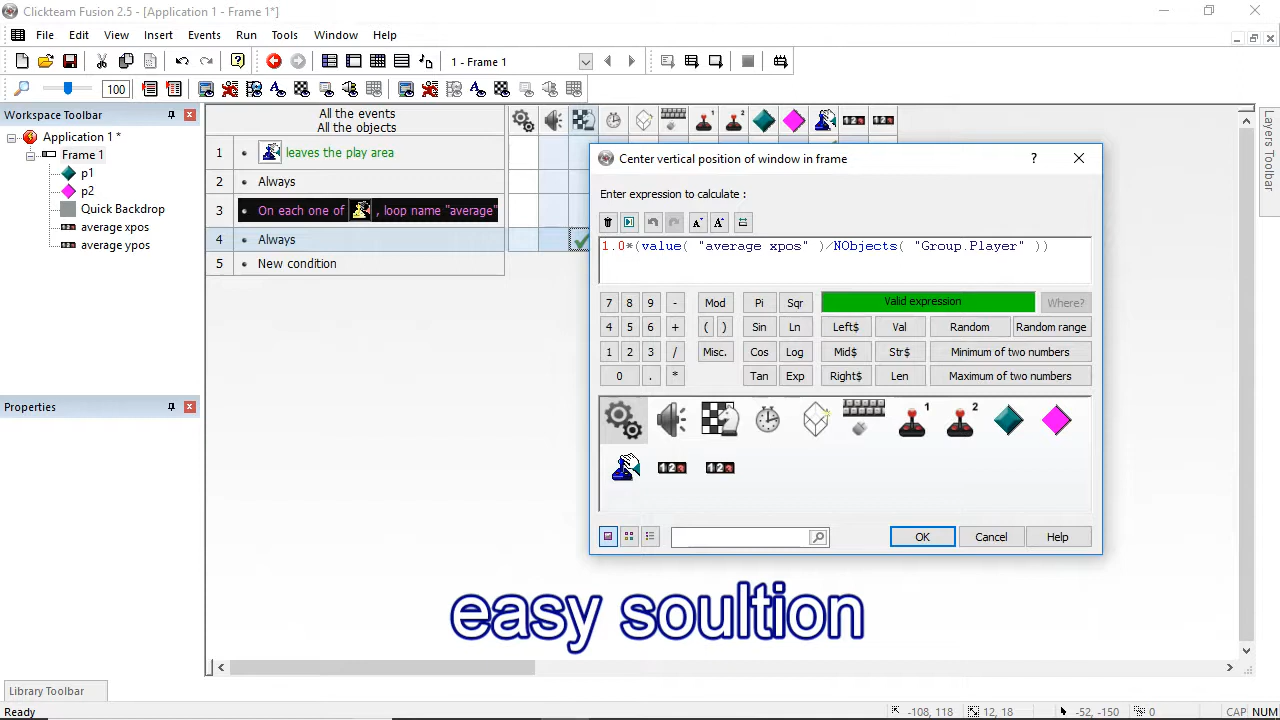 Clickteam Fusion 2.5 - [Application 1 - Frame 1*]
File Edit View Insert Events Run Tools Window Help
1 - Frame 1
100
Workspace Toolbar
Application 1 *
Frame 1
p1
p2
Quick Backdrop
average xpos
average ypos
Properties
Library Toolbar
All the events
All the objects
1 • leaves the play area
2 • Always
3 • On each one of , loop name "average"
4 • Always
5 • New condition
1 2
Center vertical position of window in frame
Enter expression to calculate :
1.0*(value( "average xpos" )/NObjects( "Group.Player" ))
7 8 9 - Mod Pi Sqr Valid expression Where?
4 5 6 + ( ) Sin Ln Left$ Val Random Random range
1 2 3 / Misc. Cos Log Mid$ Str$ Minimum of two numbers
0 . * Tan Exp Right$ Len Maximum of two numbers
1 2
OK Cancel Help
easy soultion
Layers Toolbar
Ready -108, 118 12, 18 -52, -150 0 CAP NUM